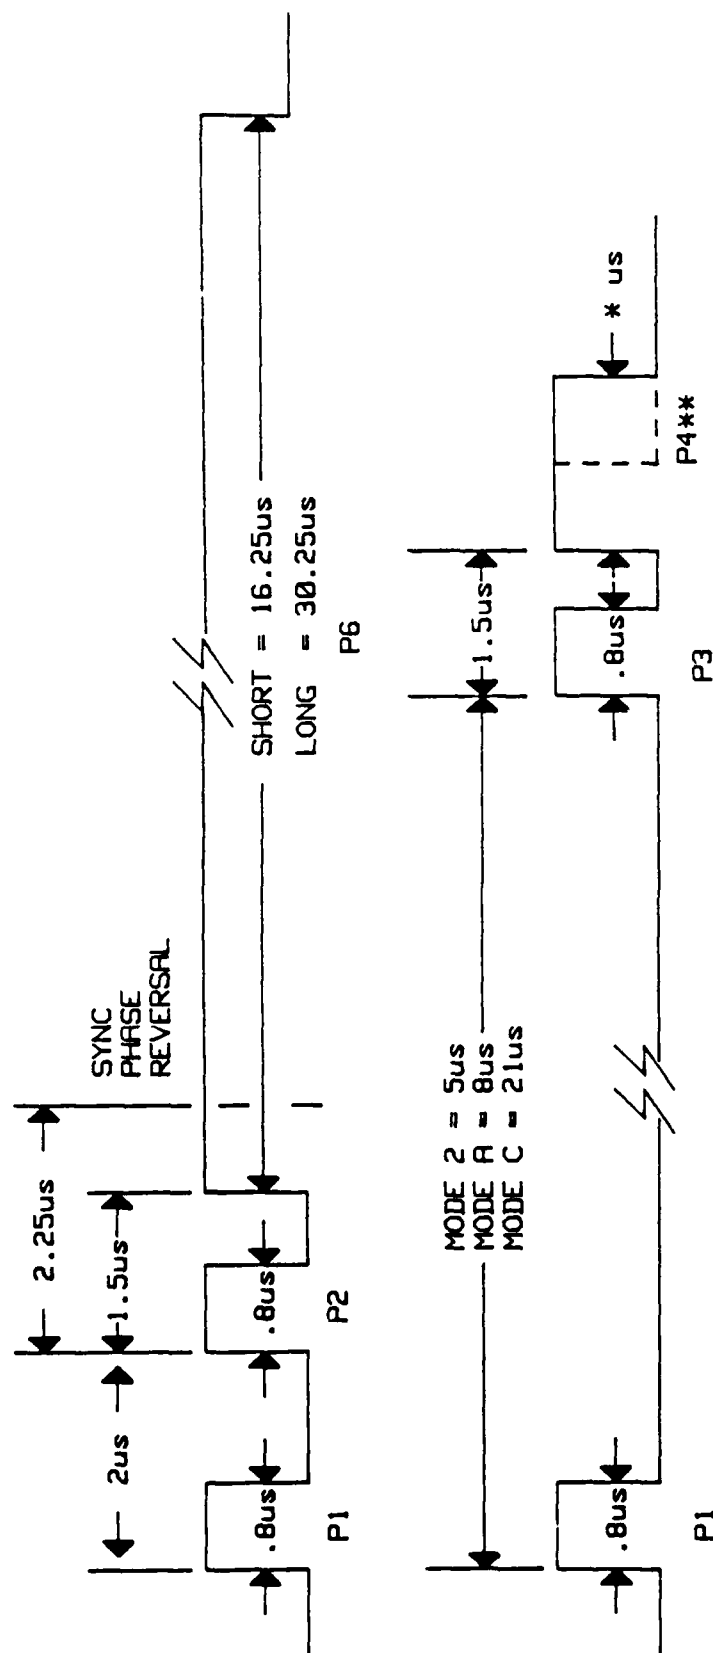 2us
2.25us
1.5us
SYNC
PHASE
REVERSAL
.8us
.8us
SHORT = 16.25us
LONG = 30.25us
P1
P2
P6
MODE 2 = 5us
MODE A = 8us
MODE C = 21us
1.5us
.8us
.8us
* us
P1
P3
P4**